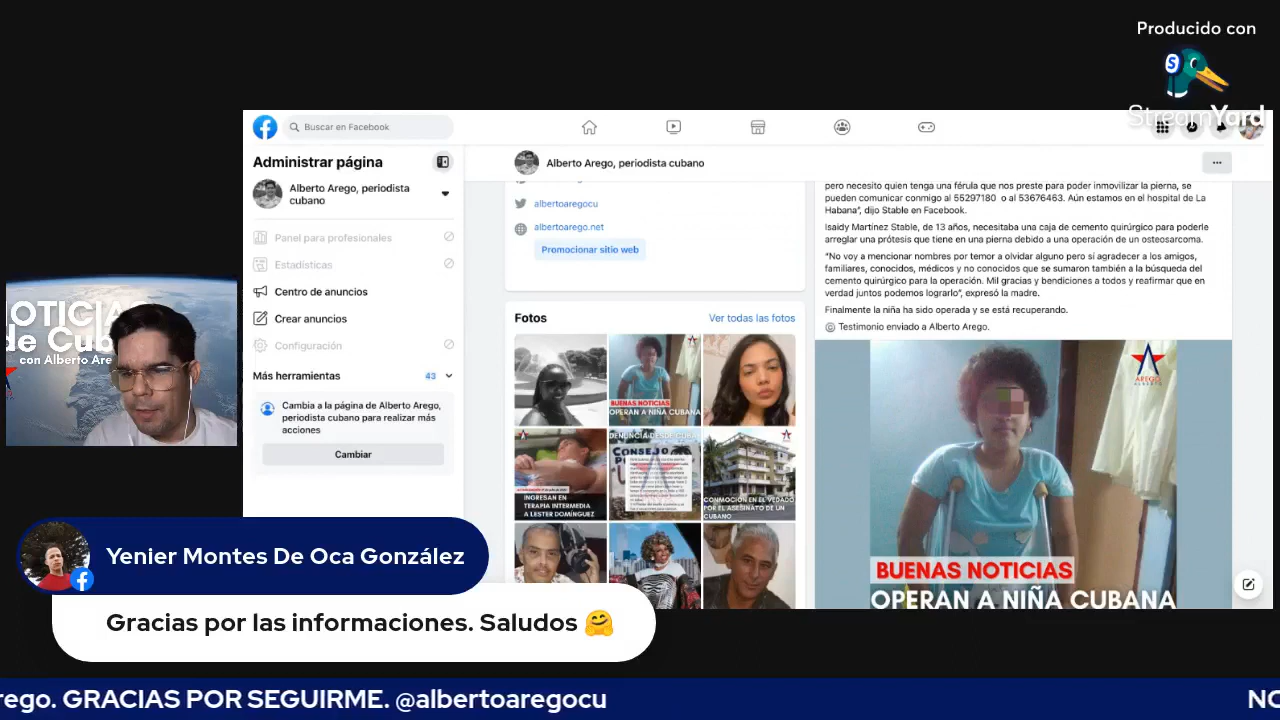 Producido con
StreamYard
Buscar en Facebook
Administrar página
Alberto Arego, periodista cubano
Panel para profesionales
Estadísticas
Centro de anuncios
Crear anuncios
Configuración
Más herramientas
43
Cambia a la página de Alberto Arego,
periodista cubano para realizar más
acciones
Cambiar
Alberto Arego, periodista cubano
albertoaregocu
albertoarego.net
Promocionar sitio web
Fotos
Ver todas las fotos
BUENAS NOTICIAS
OPERAN A NIÑA CUBANA
INGRESAN EN
TERAPIA INTERMEDIA
A LESTER DOMÍNGUEZ
DENUNCIA DESDE CUBA
CONSEJO
CONMOCIÓN EN EL VEDADO
POR EL ASESINATO DE UN
CUBANO
pero necesito quien tenga una férula que nos preste para poder inmovilizar la pierna, se
pueden comunicar conmigo al 55297180 o al 53676463. Aún estamos en el hospital de La
Habana”, dijo Stable en Facebook.
Isaidy Martínez Stable, de 13 años, necesitaba una caja de cemento quirúrgico para poderle
arreglar una prótesis que tiene en una pierna debido a una operación de un osteosarcoma.
“No voy a mencionar nombres por temor a olvidar alguno pero si agradecer a los amigos,
familiares, conocidos, médicos y no conocidos que se sumaron también a la búsqueda del
cemento quirúrgico para la operación. Mil gracias y bendiciones a todos y reafirmar que en
verdad juntos podemos lograrlo”, expresó la madre.
Finalmente la niña ha sido operada y se está recuperando.
Testimonio enviado a Alberto Arego.
AREGO
ALBERTO
BUENAS NOTICIAS
OPERAN A NIÑA CUBANA
OTICIAS
de Cub
con Alberto Are
Yenier Montes De Oca González
Gracias por las informaciones. Saludos 🤗
rego. GRACIAS POR SEGUIRME. @albertoaregocu
NO